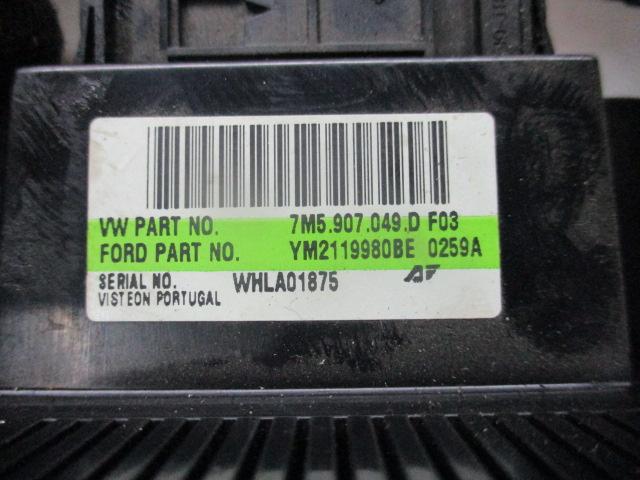 VW PART NO. 7M5.907.049.D F03
FORD PART NO. YM2119980BE 0259A
SERIAL NO. WHLA01875
VISTEON PORTUGAL